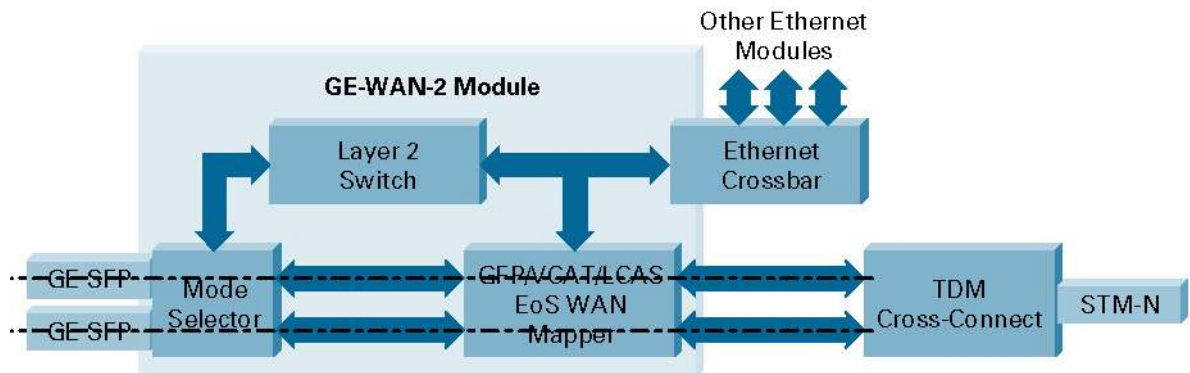 Other Ethernet
Modules
GE-WAN-2 Module
Layer 2
Switch
Ethernet
Crossbar
GE-SFP
GE-SFP
Mode
Selector
GFP/VCAT/LCAS
EoS WAN
Mapper
TDM
Cross-Connect
STM-N